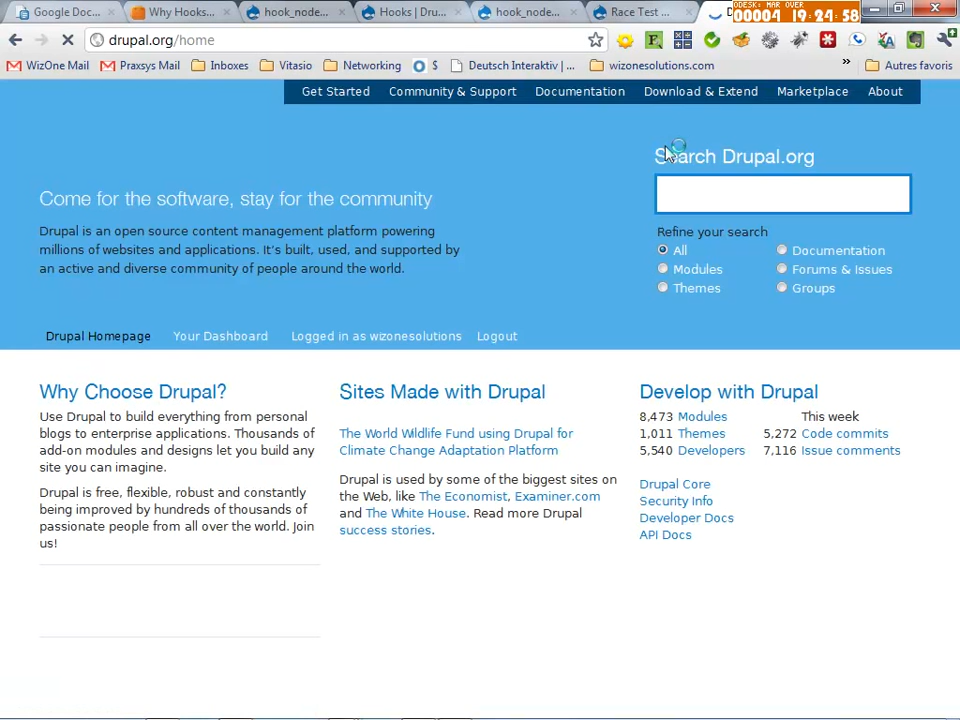 Google Doc...
Why Hooks...
hook_node...
Hooks | Dru...
hook_node...
Race Test ...
D
ODESK: MAR OVER
00004 19:24:58
drupal.org/home
WizOne Mail
Praxsys Mail
Inboxes
Vitasio
Networking
$
Deutsch Interaktiv |...
wizonesolutions.com
»
Autres favoris
Get Started
Community & Support
Documentation
Download & Extend
Marketplace
About
Search Drupal.org
Come for the software, stay for the community
Drupal is an open source content management platform powering
millions of websites and applications. It's built, used, and supported by
an active and diverse community of people around the world.
Refine your search
All
Documentation
Modules
Forums & Issues
Themes
Groups
Drupal Homepage
Your Dashboard
Logged in as wizonesolutions
Logout
Why Choose Drupal?
Use Drupal to build everything from personal
blogs to enterprise applications. Thousands of
add-on modules and designs let you build any
site you can imagine.
Drupal is free, flexible, robust and constantly
being improved by hundreds of thousands of
passionate people from all over the world. Join
us!
Sites Made with Drupal
The World Wildlife Fund using Drupal for
Climate Change Adaptation Platform
Drupal is used by some of the biggest sites on
the Web, like The Economist, Examiner.com
and The White House. Read more Drupal
success stories.
Develop with Drupal
8,473 Modules
1,011 Themes
5,540 Developers
This week
5,272 Code commits
7,116 Issue comments
Drupal Core
Security Info
Developer Docs
API Docs